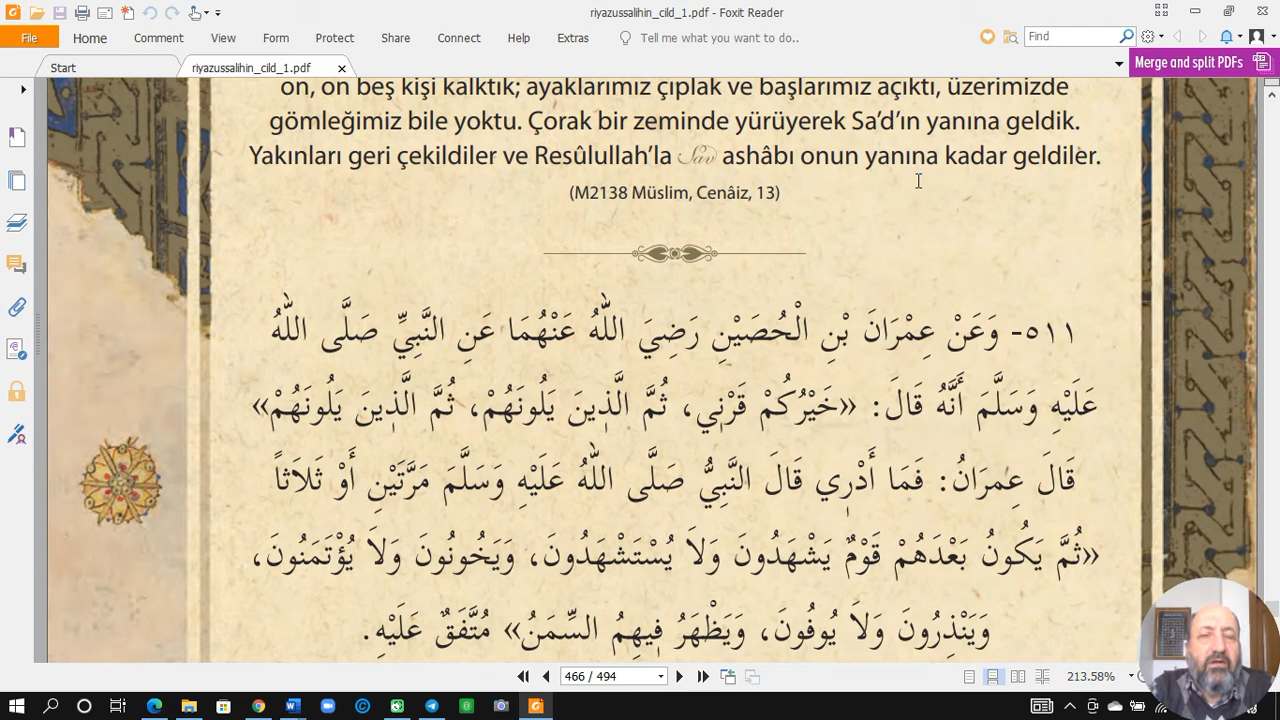 riyazussalihin_cild_1.pdf - Foxit Reader
File Home Comment View Form Protect Share Connect Help Extras Tell me what you want to do.. Find
Start riyazussalihin_cild_1.pdf Merge and split PDFs
on, on beş kişi kalktık; ayaklarımız çıplak ve başlarımız açıktı, üzerimizde
gömleğimiz bile yoktu. Çorak bir zeminde yürüyerek Sa’d’ın yanına geldik.
Yakınları geri çekildiler ve Resûlullah’la Sav ashâbı onun yanına kadar geldiler.
(M2138 Müslim, Cenâiz, 13)
٥١١- وَعَنْ عِمْرَانَ بْنِ الْحُصَيْنِ رَضِيَ اللّٰهُ عَنْهُمَا عَنِ النَّبِيِّ صَلَّى اللّٰهُ
عَلَيْهِ وَسَلَّمَ أَنَّهُ قَالَ: «خَيْرُكُمْ قَرْنِي، ثُمَّ الَّذِينَ يَلُونَهُمْ، ثُمَّ الَّذِينَ يَلُونَهُمْ»
قَالَ عِمرَانُ: فَمَا أَدْرِي قَالَ النَّبِيُّ صَلَّى اللّٰهُ عَلَيْهِ وَسَلَّمَ مَرَّتَيْنِ أَوْ ثَلَاثاً
«ثُمَّ يَكُونُ بَعْدَهُمْ قَوْمٌ يَشْهَدُونَ وَلاَ يُسْتَشْهَدُونَ، وَيَخُونُونَ وَلاَ يُؤْتَمَنُونَ،
وَيَنْذِرُونَ وَلاَ يُوفُونَ، وَيَظْهَرُ فِيهِمُ السِّمَنُ» مُتَّفَقٌ عَلَيْهِ.
466 / 494 213.58%